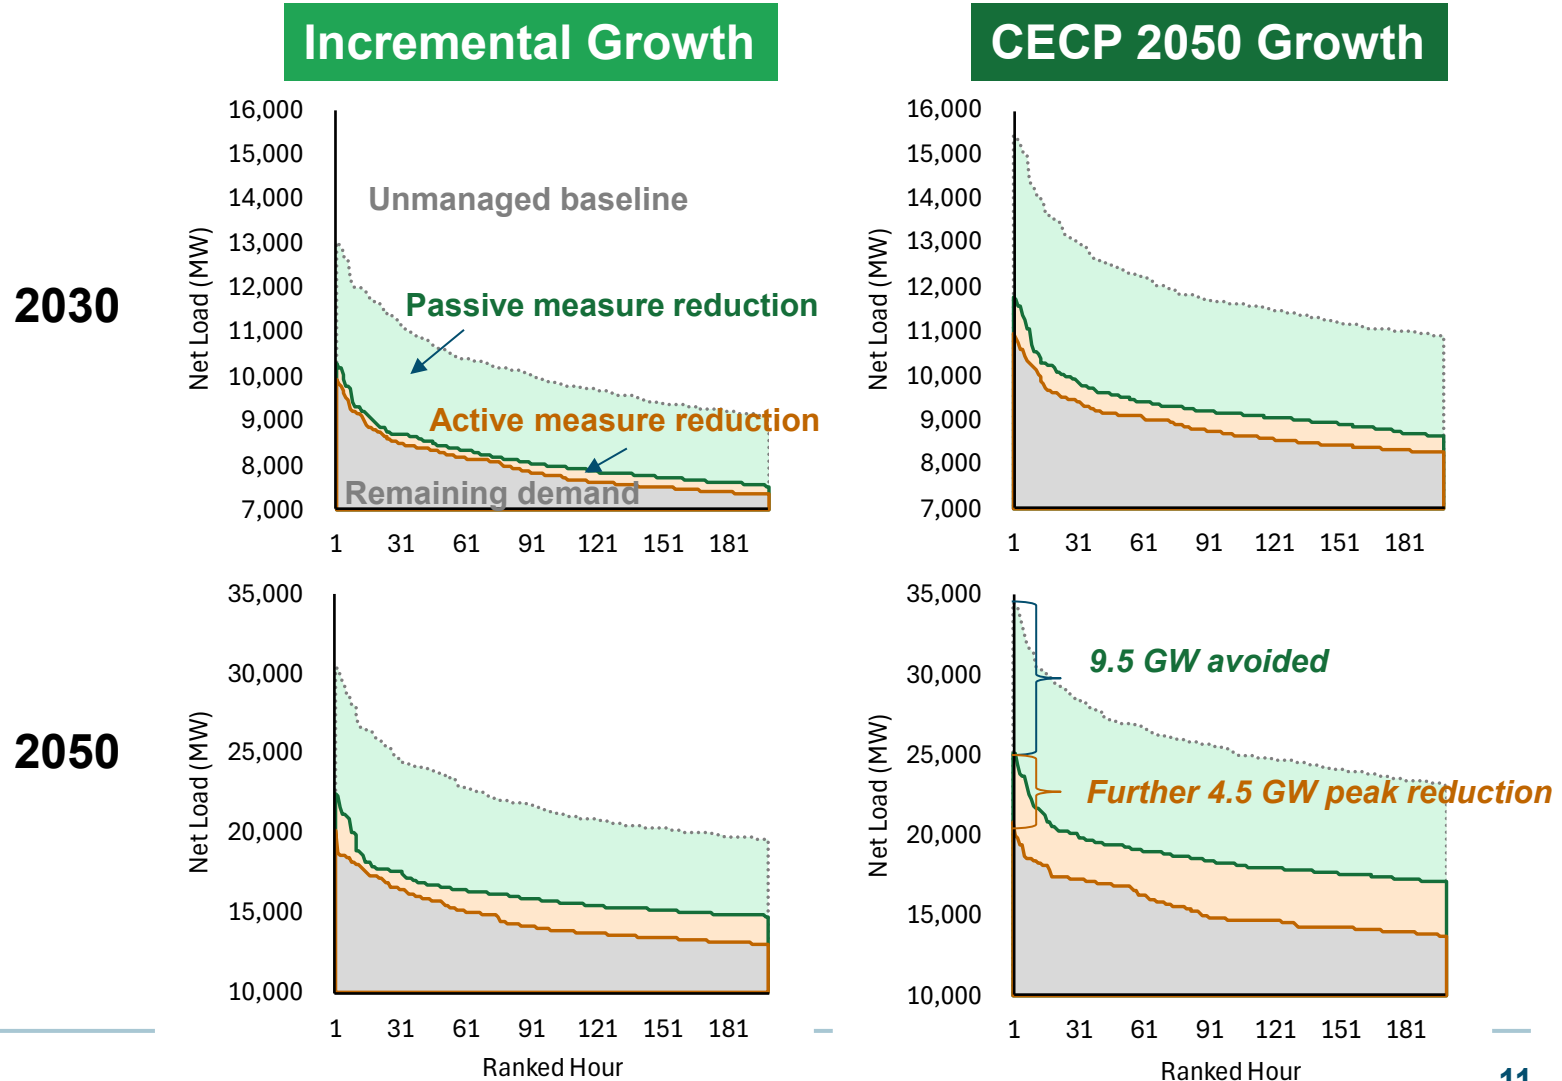 Incremental Growth
CECP 2050 Growth
2030
Net Load (MW)
16,000
15,000
14,000
13,000
12,000
11,000
10,000
9,000
8,000
7,000
Unmanaged baseline
Passive measure reduction
Active measure reduction
Remaining demand
1 31 61 91 121 151 181
Net Load (MW)
16,000
15,000
14,000
13,000
12,000
11,000
10,000
9,000
8,000
7,000
1 31 61 91 121 151 181
2050
Net Load (MW)
35,000
30,000
25,000
20,000
15,000
10,000
1 31 61 91 121 151 181
Ranked Hour
Net Load (MW)
35,000
30,000
25,000
20,000
15,000
10,000
9.5 GW avoided
Further 4.5 GW peak reduction
1 31 61 91 121 151 181
Ranked Hour
11